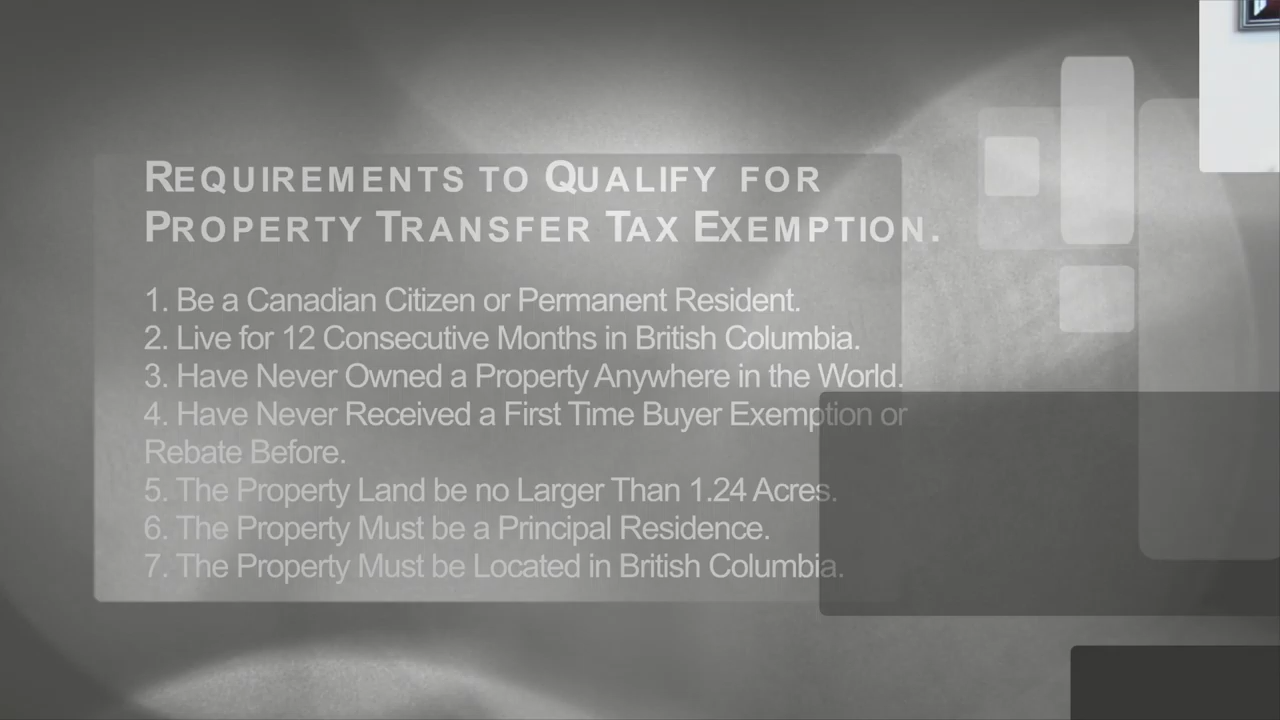 REQUIREMENTS TO QUALIFY FOR
PROPERTY TRANSFER TAX EXEMPTION.
1. Be a Canadian Citizen or Permanent Resident.
2. Live for 12 Consecutive Months in British Columbia.
3. Have Never Owned a Property Anywhere in the World.
4. Have Never Received a First Time Buyer Exemption or
Rebate Before.
5. The Property Land be no Larger Than 1.24 Acres.
6. The Property Must be a Principal Residence.
7. The Property Must be Located in British Columbia.